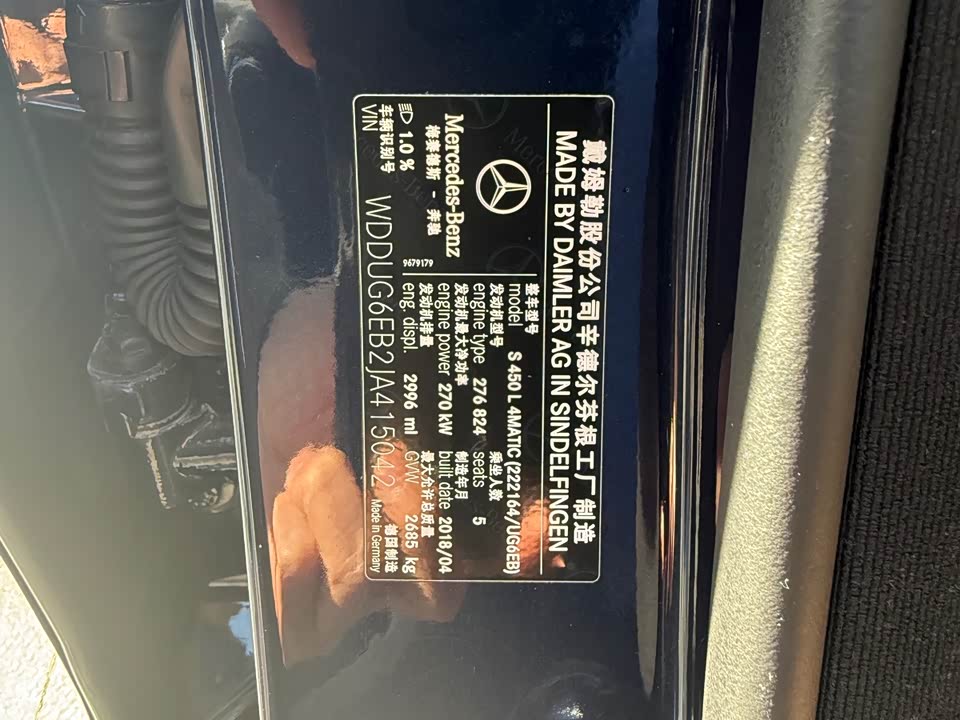 戴姆勒股份公司辛德尔芬根工厂制造
MADE BY DAIMLER AG IN SINDELFINGEN
Mercedes-Benz
梅赛德斯 - 奔驰
1.0 %
9679179
整车型号
model S 450 L 4MATIC (222164/UG6EB)
发动机型号 乘坐人数
engine type 276 824 seats 5
发动机最大净功率 制造年月
engine power 270 kW built date 2018/04
发动机排量 最大允许总质量
eng. displ. 2996 ml GVW 2685 kg
车辆识别号 德国制造
VIN WDDUG6EB2JA415042 Made in Germany